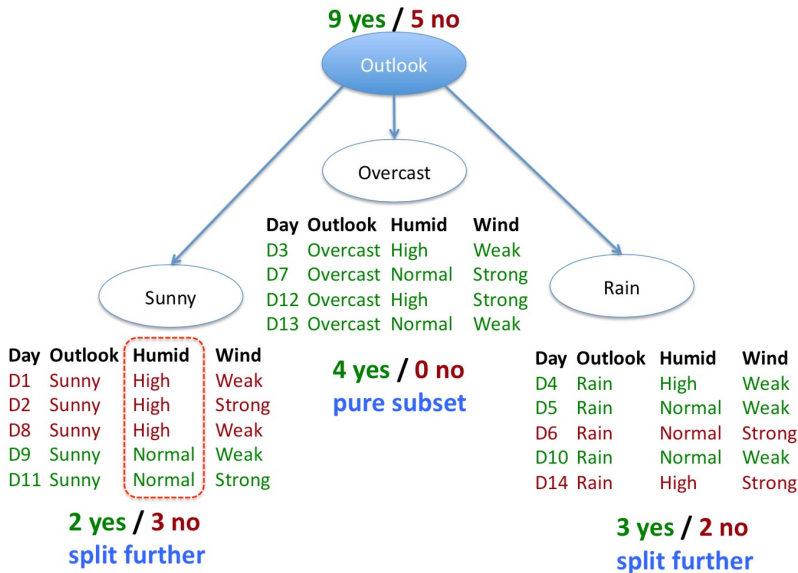 9 yes / 5 no
Outlook
Overcast
Day Outlook Humid Wind
D3 Overcast High Weak
D7 Overcast Normal Strong
D12 Overcast High Strong
D13 Overcast Normal Weak
4 yes / 0 no
pure subset
Sunny
Day Outlook Humid Wind
D1 Sunny High Weak
D2 Sunny High Strong
D8 Sunny High Weak
D9 Sunny Normal Weak
D11 Sunny Normal Strong
2 yes / 3 no
split further
Rain
Day Outlook Humid Wind
D4 Rain High Weak
D5 Rain Normal Weak
D6 Rain Normal Strong
D10 Rain Normal Weak
D14 Rain High Strong
3 yes / 2 no
split further